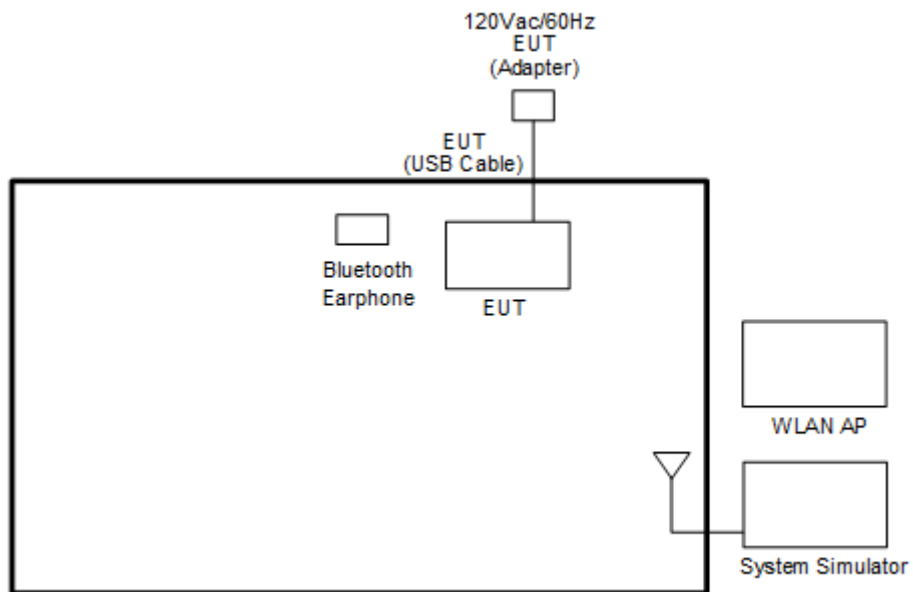 120Vac/60Hz
EUT
(Adapter)
EUT
(USB Cable)
Bluetooth
Earphone
EUT
WLAN AP
System Simulator